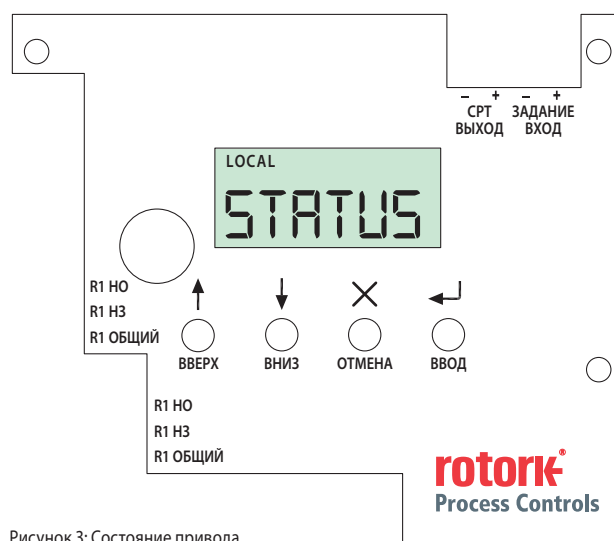 – + – +
СРТ ЗАДАНИЕ
ВЫХОД ВХОД
LOCAL
STATUS
R1 НО
R1 НЗ
R1 ОБЩИЙ
ВВЕРХ ВНИЗ ОТМЕНА ВВОД
R1 НО
R1 НЗ
R1 ОБЩИЙ
rotork®
Process Controls
Рисунок 3: Состояние привода